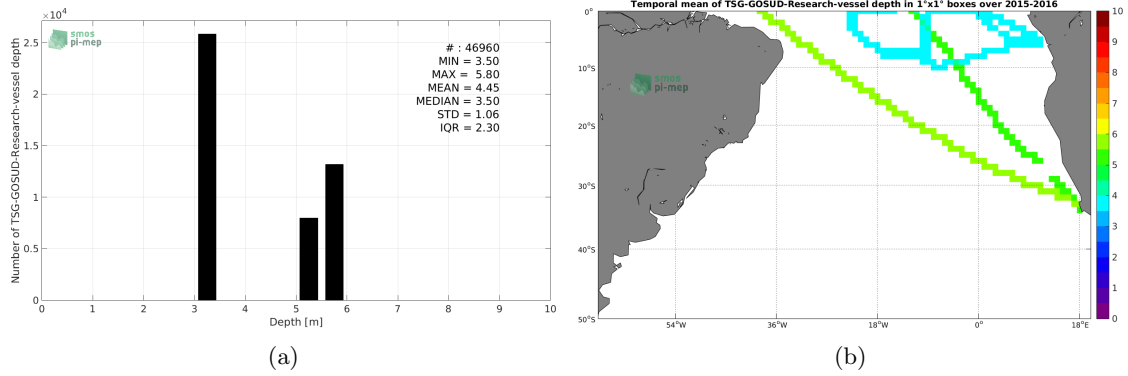 ×10⁴
2.5
2
1.5
1
0.5
0
Number of TSG-GOSUD-Research-vessel depth
smos
pi-mep
# : 46960
MIN = 3.50
MAX = 5.80
MEAN = 4.45
MEDIAN = 3.50
STD = 1.06
IQR = 2.30
0 1 2 3 4 5 6 7 8 9 10
Depth [m]
(a)
Temporal mean of TSG-GOSUD-Research-vessel depth in 1°x1° boxes over 2015-2016
0°
10°S
20°S
30°S
40°S
50°S
smos
pi-mep
54°W 36°W 18°W 0° 18°E
10
9
8
7
6
5
4
3
2
1
0
(b)